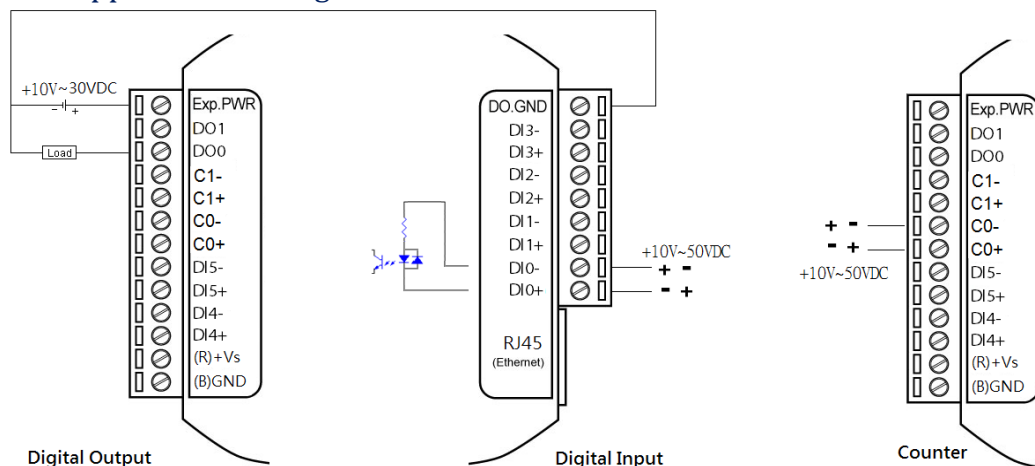 +10V~30VDC
- +
Load
Exp.PWR
DO1
DO0
C1-
C1+
C0-
C0+
DI5-
DI5+
DI4-
DI4+
(R)+Vs
(B)GND
Digital Output
DO.GND
DI3-
DI3+
DI2-
DI2+
DI1-
DI1+
DI0-
DI0+
RJ45
(Ethernet)
+10V~50VDC
+ -
- +
Digital Input
+ -
- +
+10V~50VDC
Exp.PWR
DO1
DO0
C1-
C1+
C0-
C0+
DI5-
DI5+
DI4-
DI4+
(R)+Vs
(B)GND
Counter